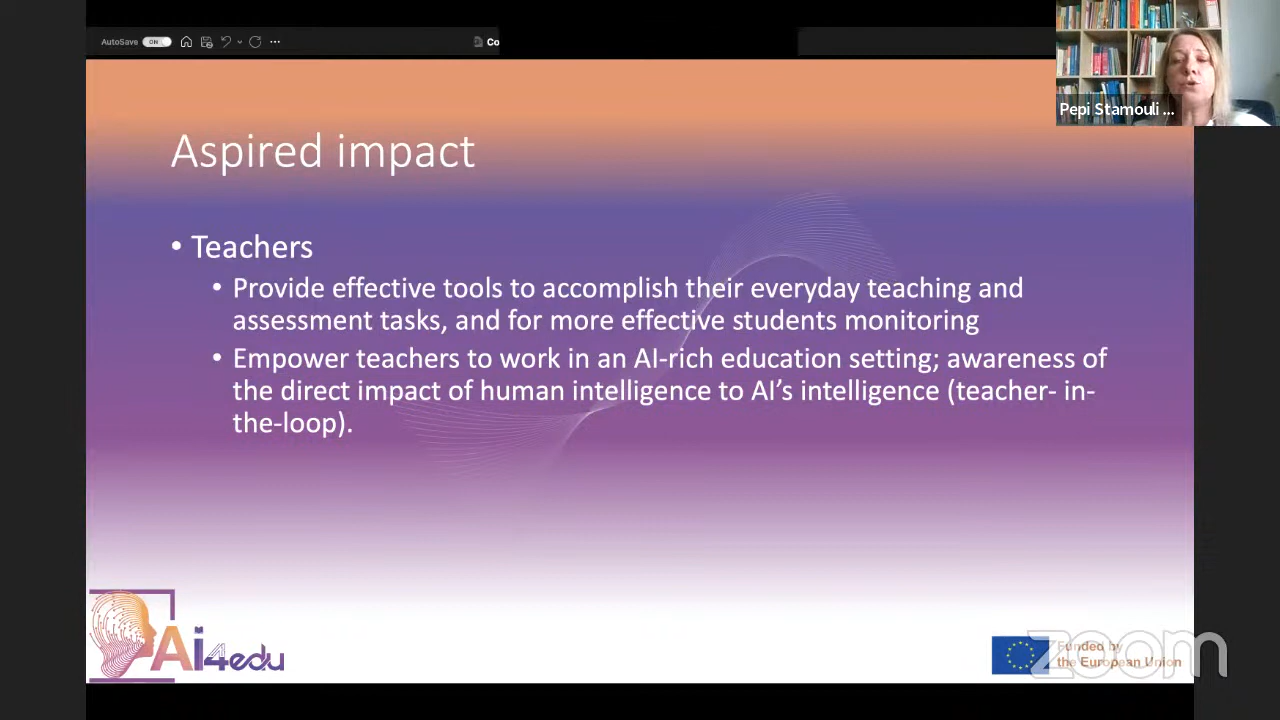 AutoSave ON
Co
Pepi Stamouli ...
Aspired impact
• Teachers
• Provide effective tools to accomplish their everyday teaching and
assessment tasks, and for more effective students monitoring
• Empower teachers to work in an AI-rich education setting; awareness of
the direct impact of human intelligence to AI’s intelligence (teacher- in-
the-loop).
Ai4edu
Funded by
the European Union
zoom